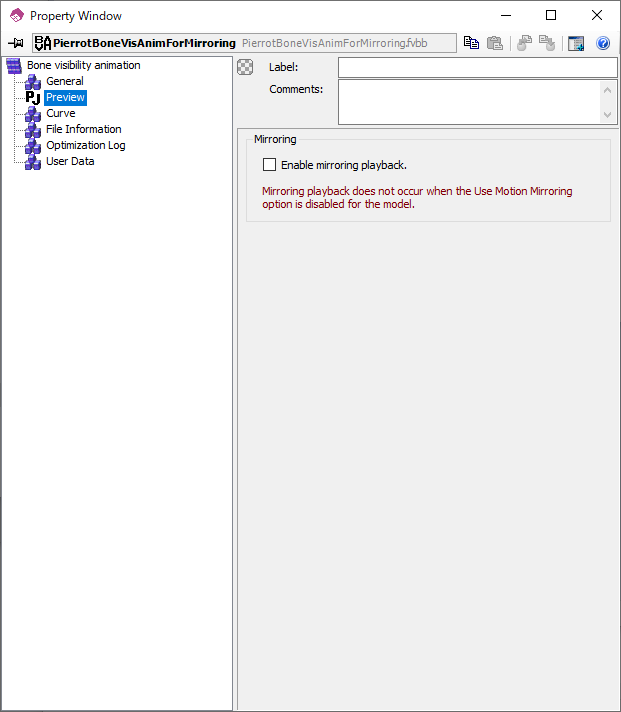 Property Window
BA VA PierrotBoneVisAnimForMirroring PierrotBoneVisAnimForMirroring.fvbb
Bone visibility animation
General
PJ Preview
Curve
File Information
Optimization Log
User Data
Label:
Comments:
Mirroring
Enable mirroring playback.
Mirroring playback does not occur when the Use Motion Mirroring
option is disabled for the model.